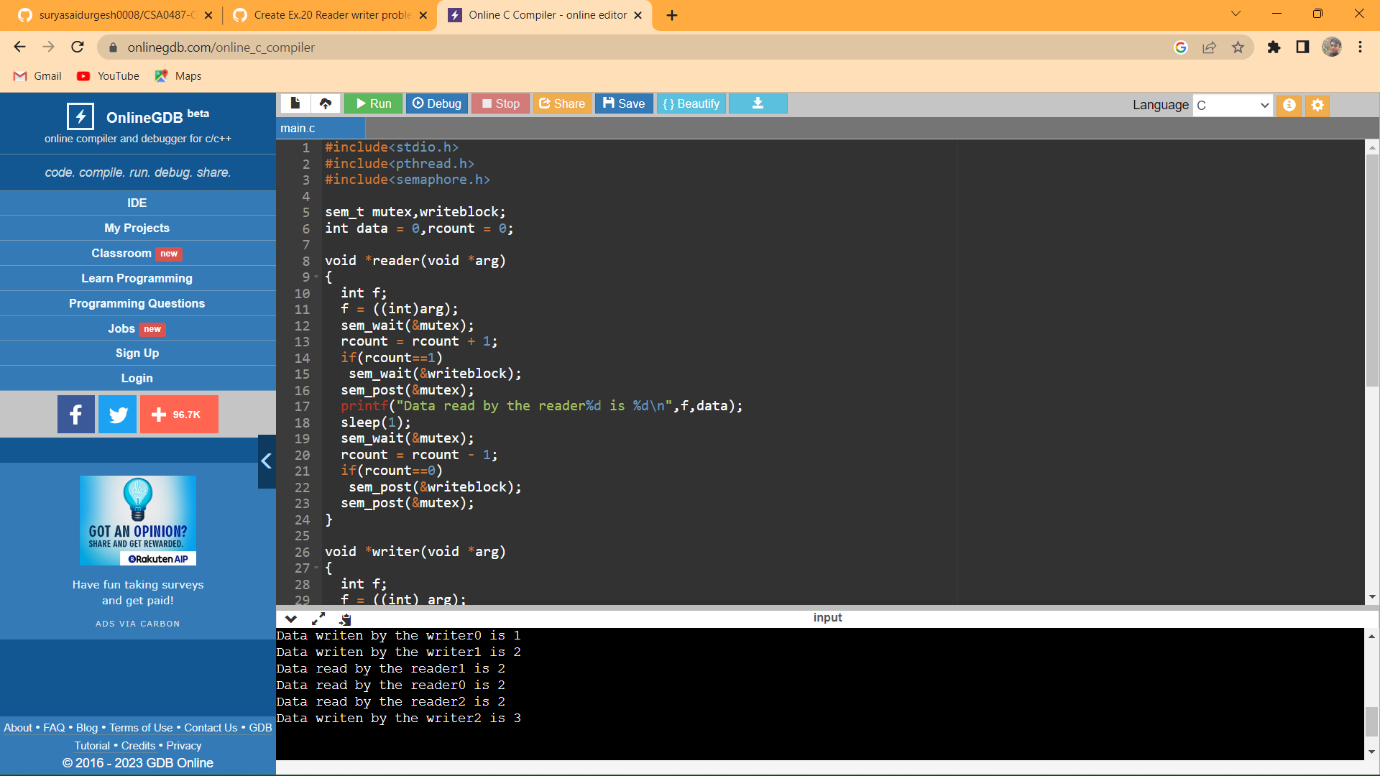 suryasaidurgesh0008/CSA0487-C
Create Ex.20 Reader writer proble
Online C Compiler - online editor
onlinegdb.com/online_c_compiler
Gmail
YouTube
Maps
OnlineGDB beta
online compiler and debugger for c/c++
code. compile. run. debug. share.
IDE
My Projects
Classroom new
Learn Programming
Programming Questions
Jobs new
Sign Up
Login
96.7K
GOT AN OPINION?
SHARE AND GET REWARDED.
Rakuten AIP
Have fun taking surveys
and get paid!
ADS VIA CARBON
About • FAQ • Blog • Terms of Use • Contact Us • GDB
Tutorial • Credits • Privacy
© 2016 - 2023 GDB Online
Run Debug Stop Share Save {} Beautify
Language C
main.c
1 #include<stdio.h>
2 #include<pthread.h>
3 #include<semaphore.h>
4
5 sem_t mutex,writeblock;
6 int data = 0,rcount = 0;
7
8 void *reader(void *arg)
9 {
10 int f;
11 f = ((int)arg);
12 sem_wait(&mutex);
13 rcount = rcount + 1;
14 if(rcount==1)
15 sem_wait(&writeblock);
16 sem_post(&mutex);
17 printf("Data read by the reader%d is %d\n",f,data);
18 sleep(1);
19 sem_wait(&mutex);
20 rcount = rcount - 1;
21 if(rcount==0)
22 sem_post(&writeblock);
23 sem_post(&mutex);
24 }
25
26 void *writer(void *arg)
27 {
28 int f;
29 f = ((int) arg);
input
Data writen by the writer0 is 1
Data writen by the writer1 is 2
Data read by the reader1 is 2
Data read by the reader0 is 2
Data read by the reader2 is 2
Data writen by the writer2 is 3